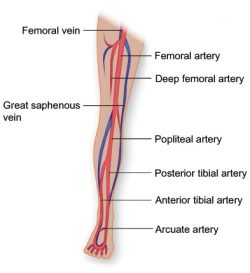 Femoral vein
Femoral artery
Deep femoral artery
Great saphenous
vein
Popliteal artery
Posterior tibial artery
Anterior tibial artery
Arcuate artery